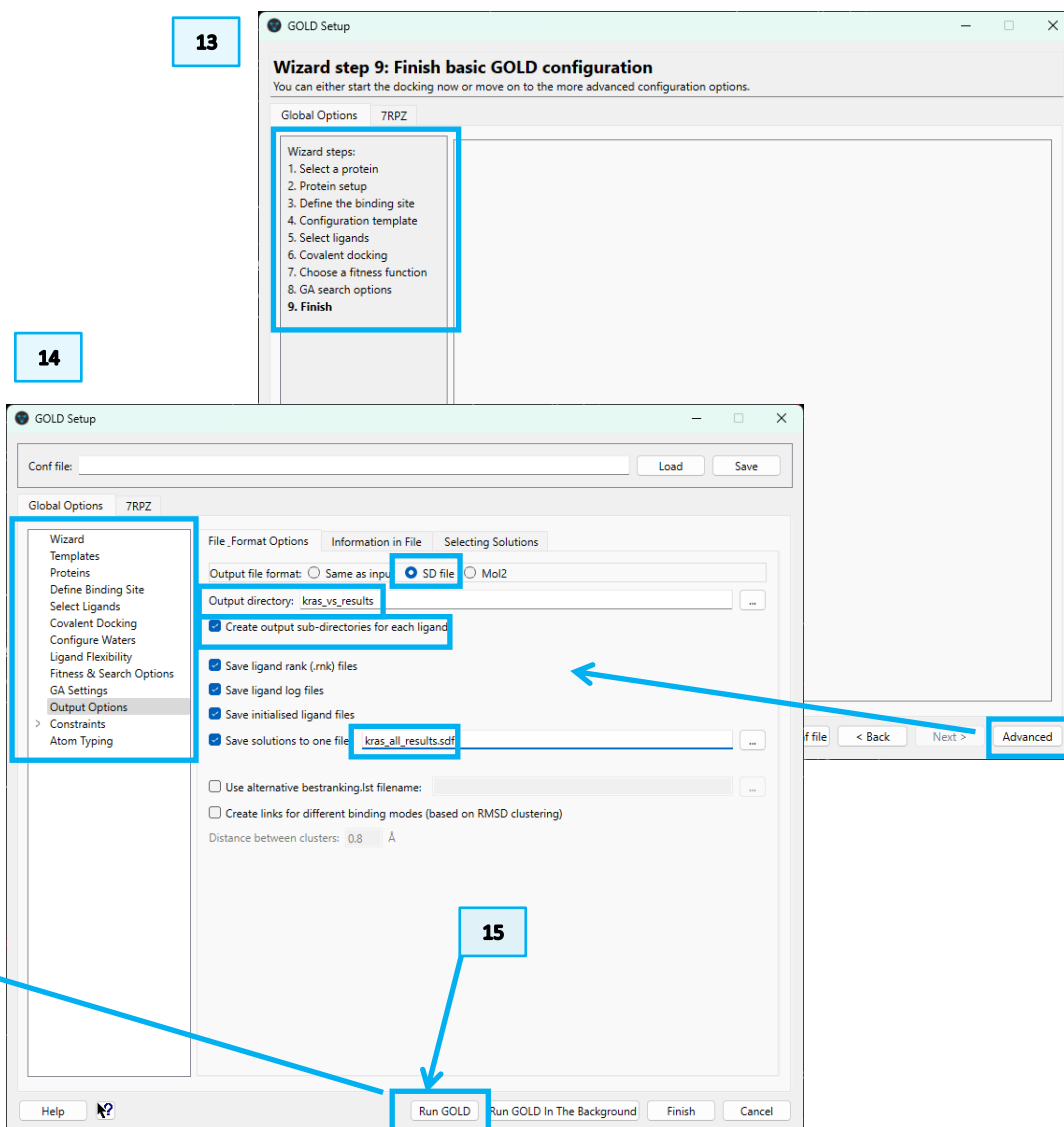 13
GOLD Setup
Wizard step 9: Finish basic GOLD configuration
You can either start the docking now or move on to the more advanced configuration options.
Global Options 7RPZ
Wizard steps:
1. Select a protein
2. Protein setup
3. Define the binding site
4. Configuration template
5. Select ligands
6. Covalent docking
7. Choose a fitness function
8. GA search options
9. Finish
f file < Back Next > Advanced
14
GOLD Setup
Conf file: Load Save
Global Options 7RPZ
Wizard
Templates
Proteins
Define Binding Site
Select Ligands
Covalent Docking
Configure Waters
Ligand Flexibility
Fitness & Search Options
GA Settings
Output Options
> Constraints
Atom Typing
File_Format Options Information in File Selecting Solutions
Output file format: Same as inpu SD file Mol2
Output directory: kras_vs_results ...
Create output sub-directories for each ligand
Save ligand rank (.rnk) files
Save ligand log files
Save initialised ligand files
Save solutions to one file kras_all_results.sdf ...
Use alternative bestranking.lst filename: ...
Create links for different binding modes (based on RMSD clustering)
Distance between clusters: 0.8 Å
15
Help Run GOLD Run GOLD In The Background Finish Cancel